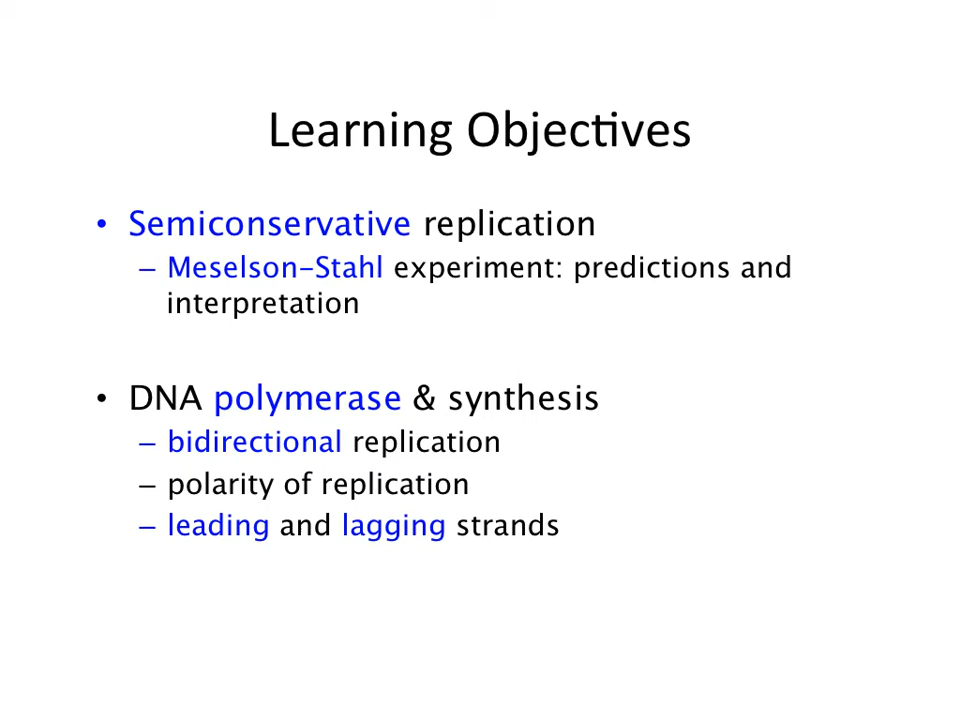 Learning Objectives
• Semiconservative replication
– Meselson-Stahl experiment: predictions and
interpretation
• DNA polymerase & synthesis
– bidirectional replication
– polarity of replication
– leading and lagging strands